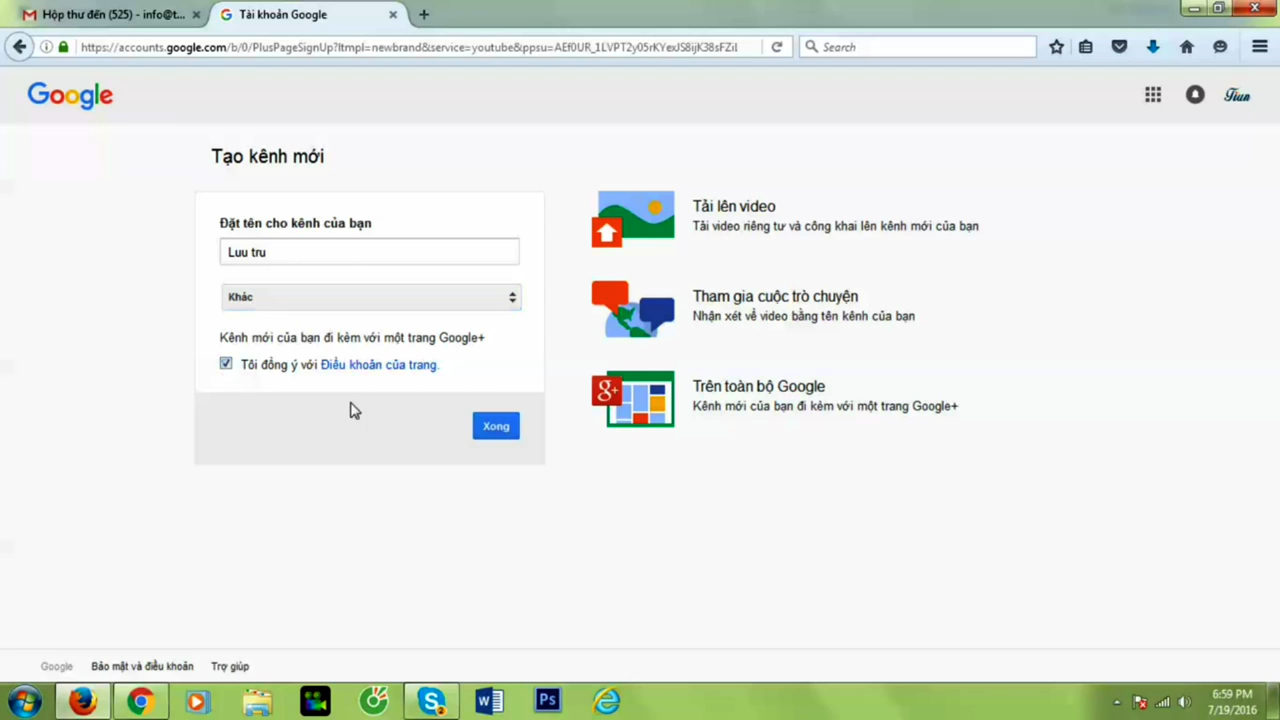 Hộp thư đến (525) - info@t...
Tài khoản Google
https://accounts.google.com/b/0/PlusPageSignUp?ltmpl=newbrand&service=youtube&ppsu=
Search
Google
Tạo kênh mới
Đặt tên cho kênh của bạn
Luu tru
Khác
Kênh mới của bạn đi kèm với một trang Google+
Tôi đồng ý với Điều khoản của trang.
Xong
Tải lên video
Tải video riêng tư và công khai lên kênh mới của bạn
Tham gia cuộc trò chuyện
Nhận xét về video bằng tên kênh của bạn
g+
Trên toàn bộ Google
Kênh mới của bạn đi kèm với một trang Google+
Google
Bảo mật và điều khoản
Trợ giúp
Ps
6:59 PM
7/19/2016